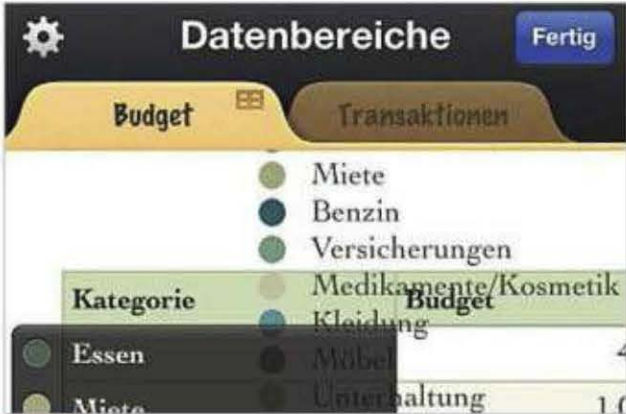 Datenbereiche Fertig
Budget Transaktionen
Miete
Benzin
Versicherungen
Medikamente/Kosmetik
Kategorie Budget
Kleidung
Essen
Möbel
Miete
Unterhaltung